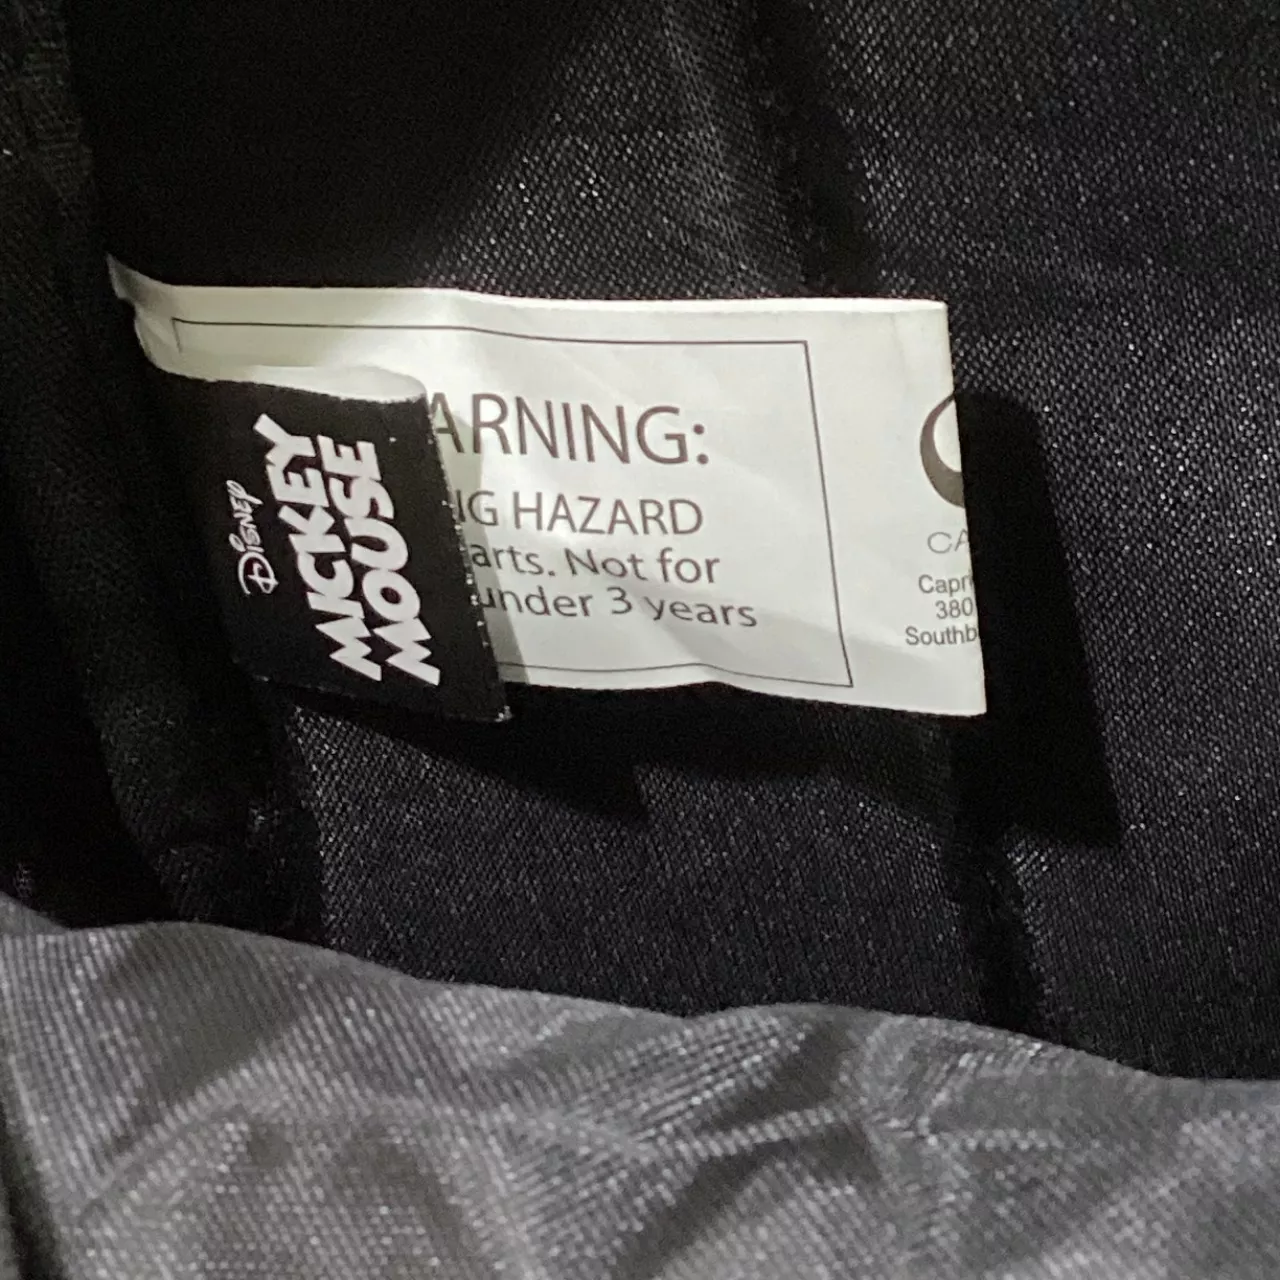 Disney
MICKEY
MOUSE
ARNING:
IG HAZARD
arts. Not for
under 3 years
CA
Capri
380
Southb